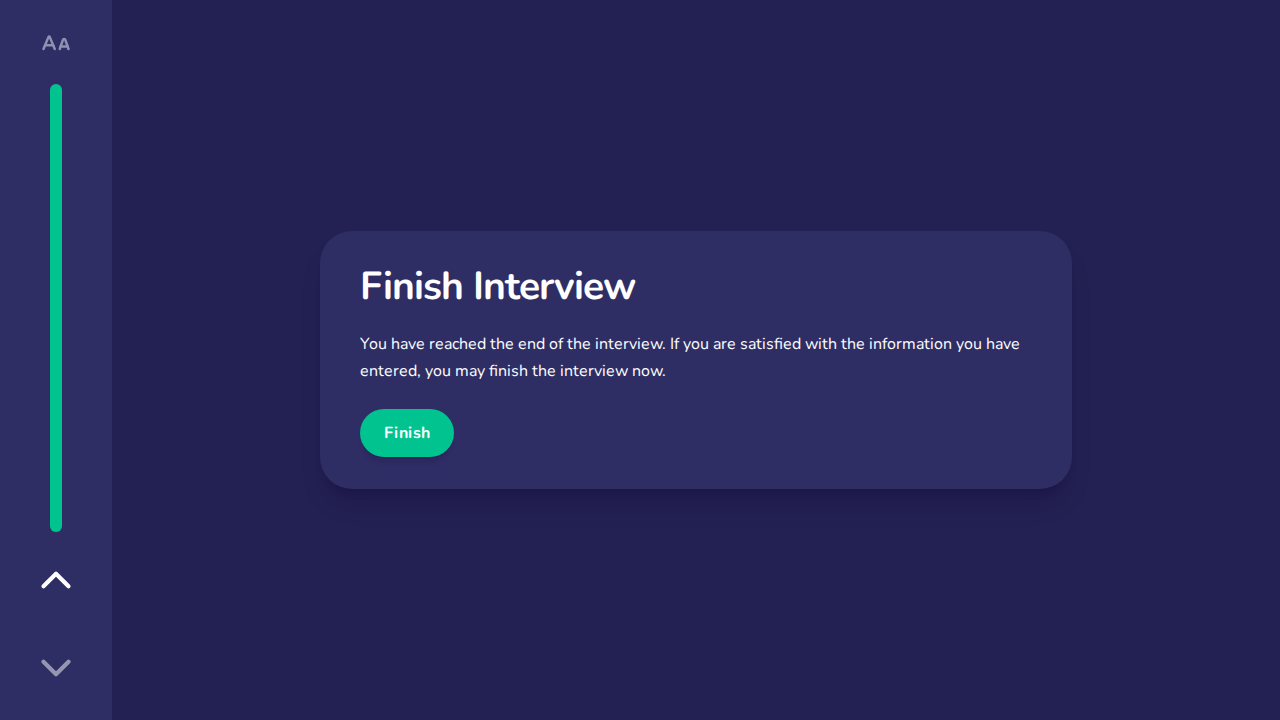 AA
Finish Interview
You have reached the end of the interview. If you are satisfied with the information you have
entered, you may finish the interview now.
Finish